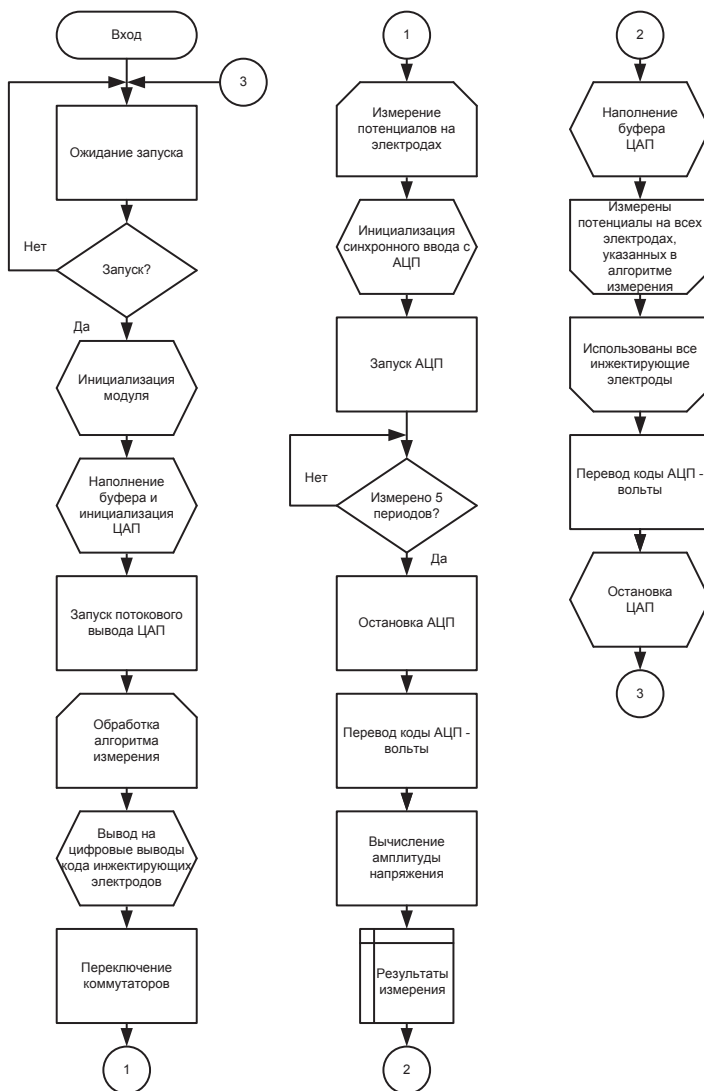 Вход
3
Ожидание запуска
Нет
Запуск?
Да
Инициализация
модуля
Наполнение
буфера и
инициализация
ЦАП
Запуск потокового
вывода ЦАП
Обработка
алгоритма
измерения
Вывод на
цифровые выводы
кода инжектирующих
электродов
Переключение
коммутаторов
1
1
Измерение
потенциалов на
электродах
Инициализация
синхронного ввода с
АЦП
Запуск АЦП
Нет
Измерено 5
периодов?
Да
Остановка АЦП
Перевод коды АЦП -
вольты
Вычисление
амплитуды
напряжения
Результаты
измерения
2
2
Наполнение
буфера
ЦАП
Измерены
потенциалы на всех
электродах,
указанных в
алгоритме
измерения
Использованы все
инжектирующие
электроды
Перевод коды АЦП -
вольты
Остановка
ЦАП
3